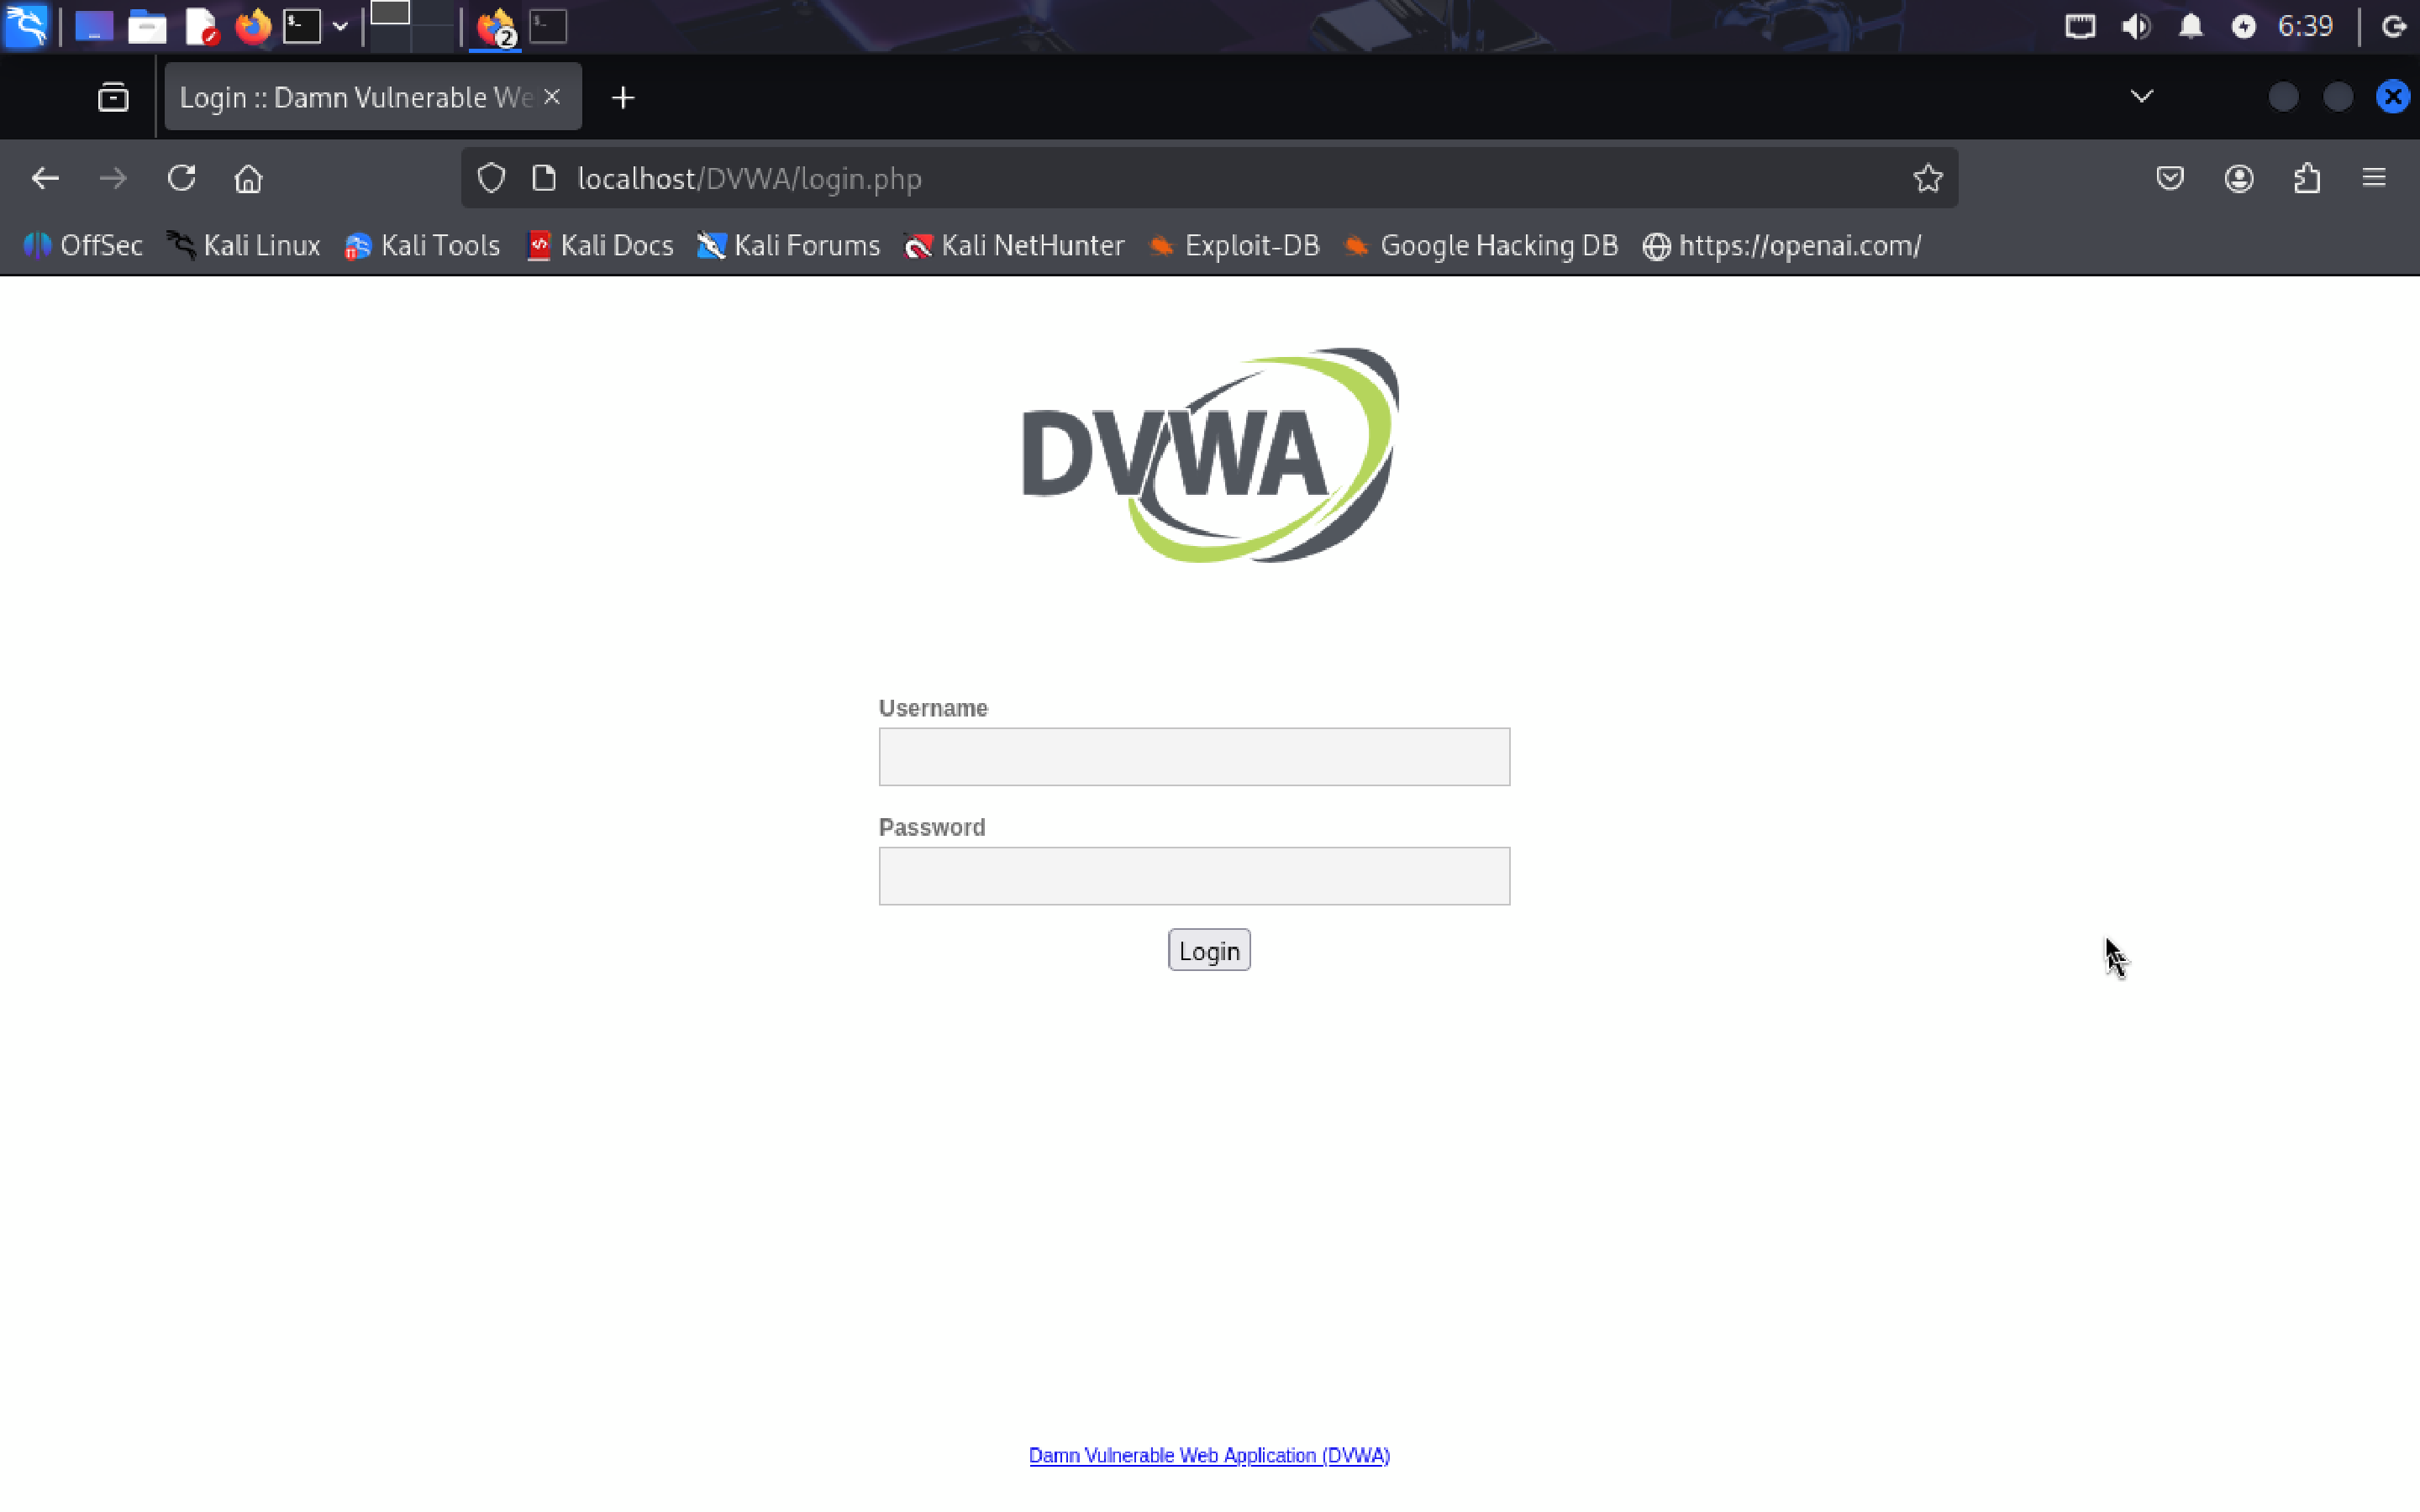 2
6:39
Login :: Damn Vulnerable We
localhost/DVWA/login.php
OffSec Kali Linux Kali Tools Kali Docs Kali Forums Kali NetHunter Exploit-DB Google Hacking DB https://openai.com/
DVWA
Username
Password
Login
Damn Vulnerable Web Application (DVWA)